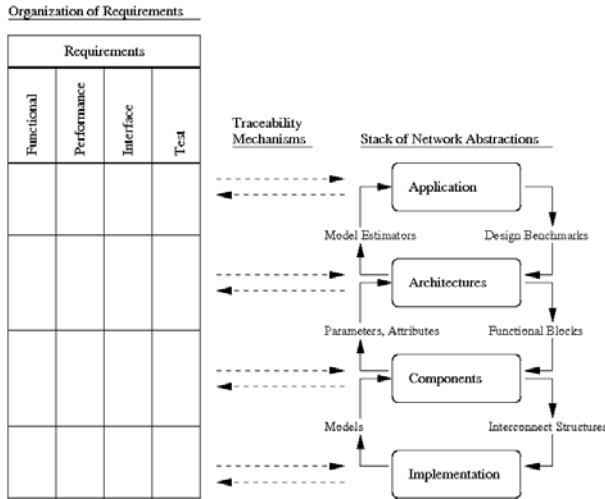 Organization of Requirements
Requirements
Functional
Performance
Interface
Test
Traceability
Mechanisms
Stack of Network Abstractions
Application
Model Estimators
Design Benchmarks
Architectures
Parameters, Attributes
Functional Blocks
Components
Models
Interconnect Structures
Implementation